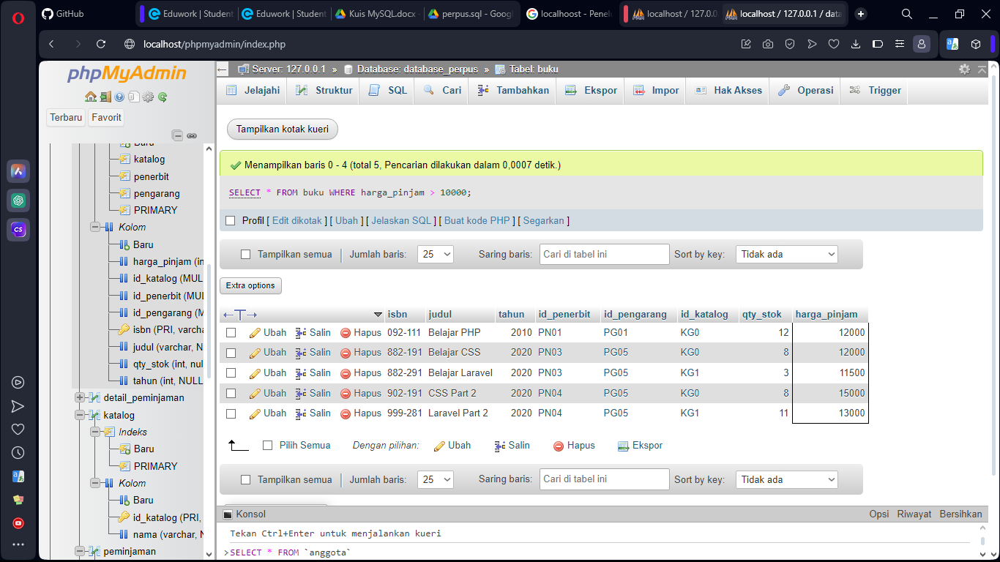 GitHub
Eduwork | Student
Eduwork | Student
Kuis MySQL.docx -
perpus.sql - Googl
localhoost - Penelu
localhost / 127.0.0
localhost / 127.0.0.1 / data
localhost/phpmyadmin/index.php
phpMyAdmin
Terbaru Favorit
Baru
katalog
penerbit
pengarang
PRIMARY
Kolom
Baru
harga_pinjam (in
id_katalog (MUL
id_penerbit (MU
id_pengarang (M
isbn (PRI, varcha
judul (varchar, N
qty_stok (int, nul
tahun (int, NULL
detail_peminjaman
katalog
Indeks
Baru
PRIMARY
Kolom
Baru
id_katalog (PRI,
nama (varchar, N
peminjaman
Server: 127.0.0.1 » Database: database_perpus » Tabel: buku
Jelajahi Struktur SQL Cari Tambahkan Ekspor Impor Hak Akses Operasi Trigger
Tampilkan kotak kueri
Menampilkan baris 0 - 4 (total 5, Pencarian dilakukan dalam 0,0007 detik.)
SELECT * FROM buku WHERE harga_pinjam > 10000;
Profil [ Edit dikotak ] [ Ubah ] [ Jelaskan SQL ] [ Buat kode PHP ] [ Segarkan ]
Tampilkan semua Jumlah baris: 25 Saring baris: Cari di tabel ini Sort by key: Tidak ada
Extra options
isbn judul tahun id_penerbit id_pengarang id_katalog qty_stok harga_pinjam
Ubah Salin Hapus 092-111 Belajar PHP 2010 PN01 PG01 KG0 12 12000
Ubah Salin Hapus 882-191 Belajar CSS 2020 PN03 PG05 KG0 8 12000
Ubah Salin Hapus 882-291 Belajar Laravel 2020 PN03 PG05 KG1 3 11500
Ubah Salin Hapus 902-191 CSS Part 2 2020 PN04 PG05 KG0 8 15000
Ubah Salin Hapus 999-281 Laravel Part 2 2020 PN04 PG05 KG1 11 13000
Pilih Semua Dengan pilihan: Ubah Salin Hapus Ekspor
Tampilkan semua Jumlah baris: 25 Saring baris: Cari di tabel ini Sort by key: Tidak ada
Konsol Opsi Riwayat Bersihkan
Tekan Ctrl+Enter untuk menjalankan kueri
>SELECT * FROM `anggota`